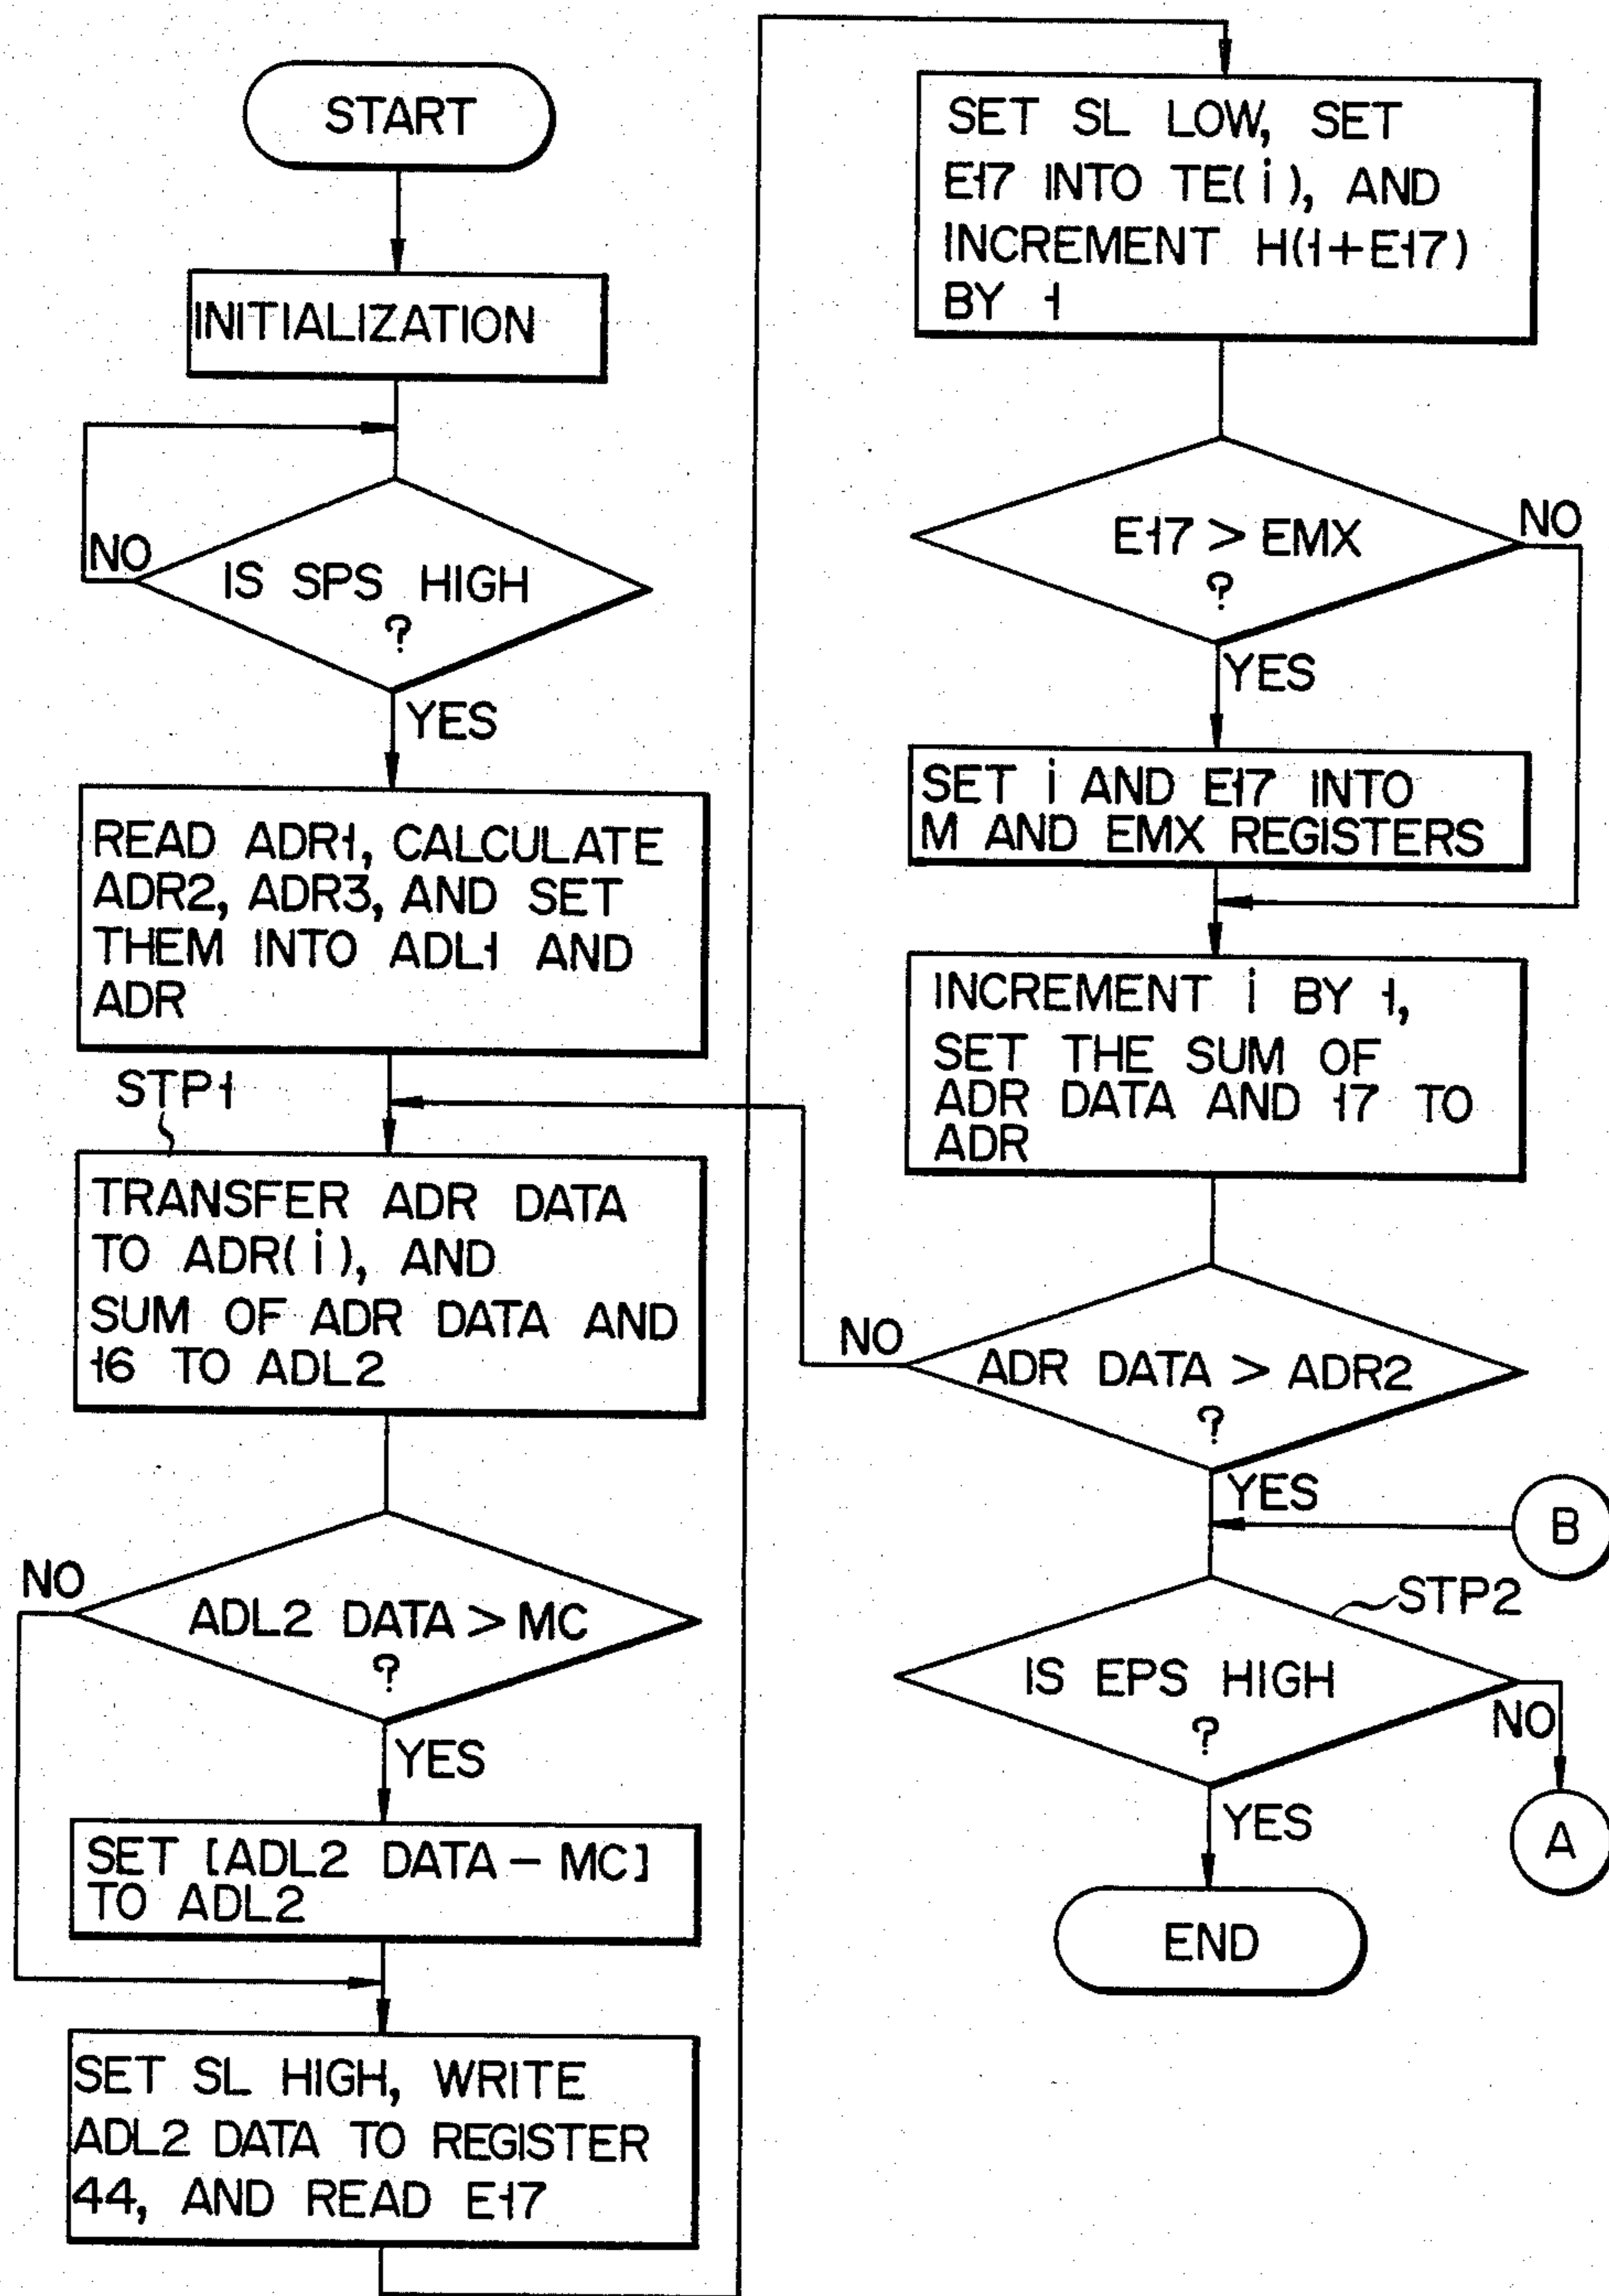 START
INITIALIZATION
NO
IS SPS HIGH
?
YES
READ ADR1, CALCULATE
ADR2, ADR3, AND SET
THEM INTO ADL1 AND
ADR
STP1
TRANSFER ADR DATA
TO ADR(i), AND
SUM OF ADR DATA AND
16 TO ADL2
NO
ADL2 DATA > MC
?
YES
SET [ADL2 DATA - MC]
TO ADL2
SET SL HIGH, WRITE
ADL2 DATA TO REGISTER
44, AND READ E17
SET SL LOW, SET
E17 INTO TE(i), AND
INCREMENT H(1+E17)
BY 1
E17 > EMX
?
NO
YES
SET i AND E17 INTO
M AND EMX REGISTERS
INCREMENT i BY 1,
SET THE SUM OF
ADR DATA AND 17 TO
ADR
NO
ADR DATA > ADR2
?
YES
B
STP2
IS EPS HIGH
?
NO
YES
A
END